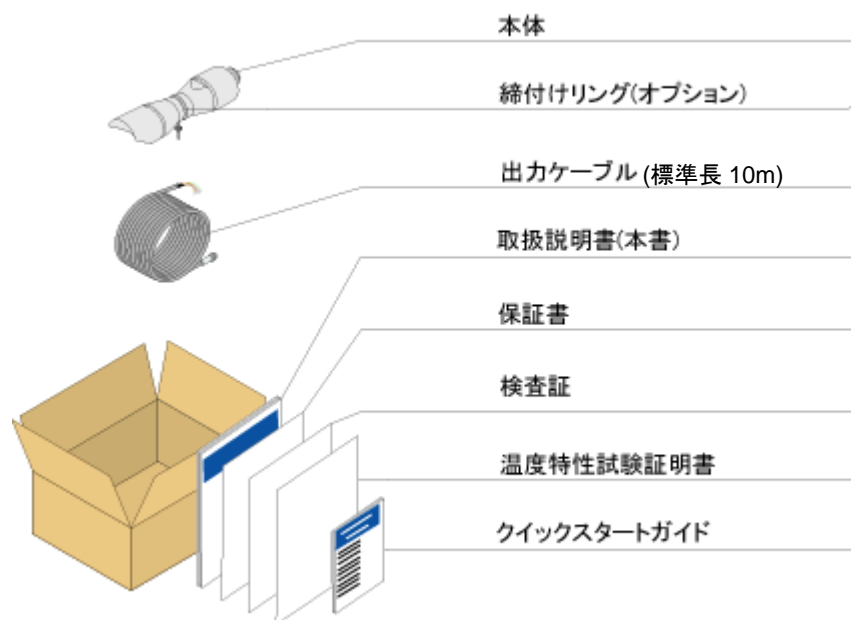 本体
締付けリング(オプション)
出力ケーブル (標準長 10m)
取扱説明書(本書)
保証書
検査証
温度特性試験証明書
クイックスタートガイド